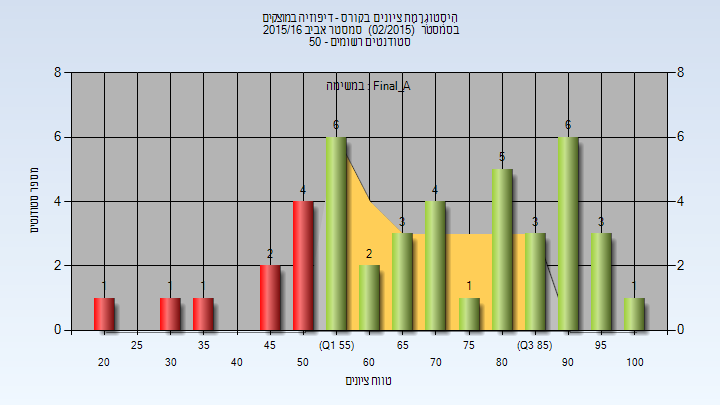 היסטוגרמת ציונים בקורס - דיפוזיה במוצקים
בסמסטר (02/2015) סמסטר אביב 2015/16
סטודנטים רשומים - 50
במשימה : Final_A
מספר סטודנטים
8 8
6 6
4 4
2 2
0 0
1 1 1 2 4 6 2 3 4 1 5 3 6 3 1
25 35 45 (Q1 55) 65 75 (Q3 85) 95
20 30 40 50 60 70 80 90 100
טווח ציונים